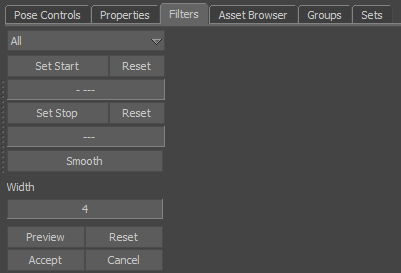 Pose Controls Properties Filters Asset Browser Groups Sets
All
Set Start Reset
- ---
Set Stop Reset
---
Smooth
Width
4
Preview Reset
Accept Cancel